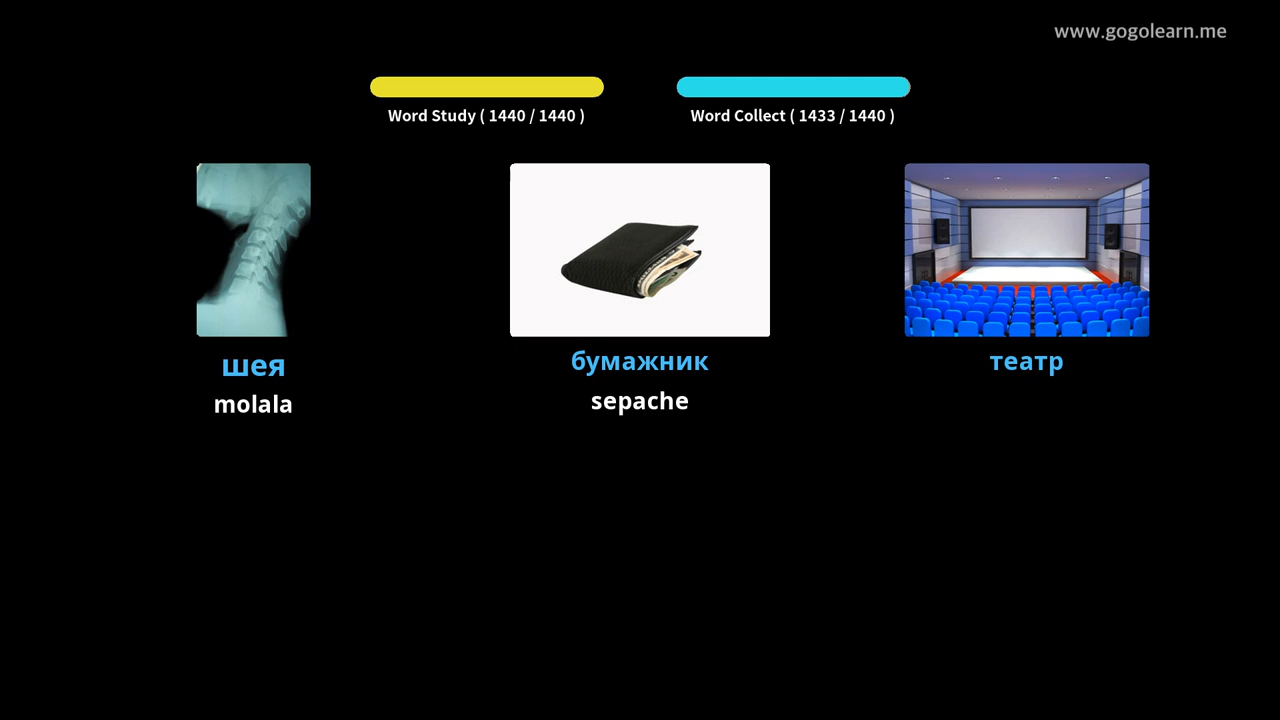 www.gogolearn.me
Word Study ( 1440 / 1440 )
Word Collect ( 1433 / 1440 )
шея
бумажник
театр
molala
sepache